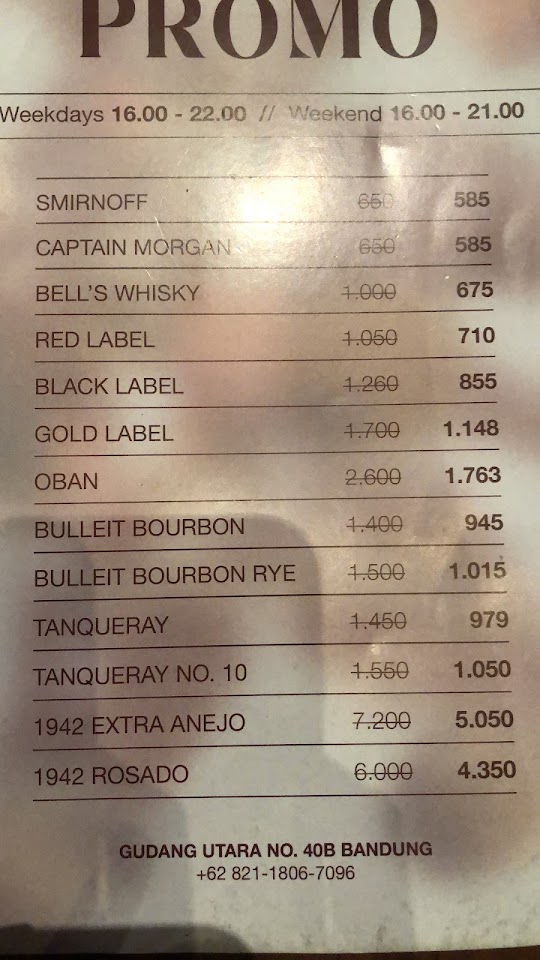 PROMO
Weekdays 16.00 - 22.00 // Weekend 16.00 - 21.00
SMIRNOFF 650 585
CAPTAIN MORGAN 650 585
BELL'S WHISKY 1.000 675
RED LABEL 1.050 710
BLACK LABEL 1.260 855
GOLD LABEL 1.700 1.148
OBAN 2.600 1.763
BULLEIT BOURBON 1.400 945
BULLEIT BOURBON RYE 1.500 1.015
TANQUERAY 1.450 979
TANQUERAY NO. 10 1.550 1.050
1942 EXTRA ANEJO 7.200 5.050
1942 ROSADO 6.000 4.350
GUDANG UTARA NO. 40B BANDUNG
+62 821-1806-7096